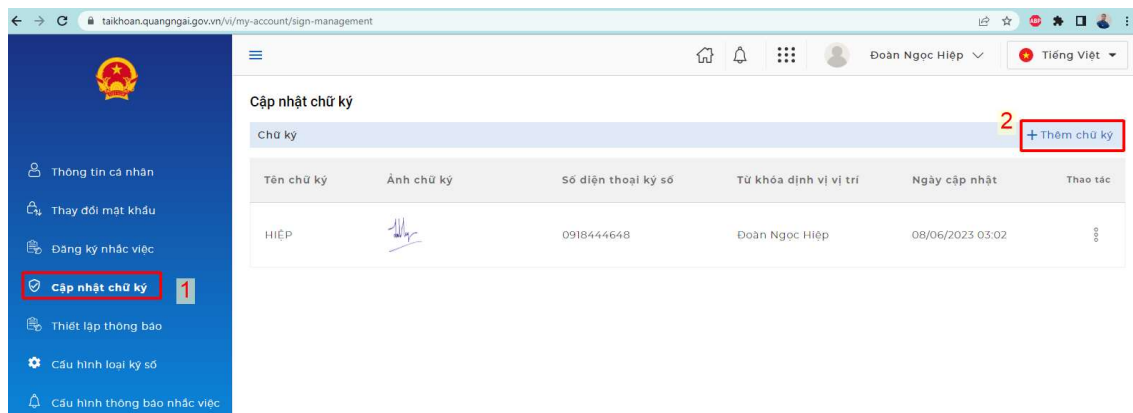 taikhoan.quangngai.gov.vn/vi/my-account/sign-management
ABP
Đoàn Ngọc Hiệp
Tiếng Việt
Cập nhật chữ ký
Chữ ký
2
+ Thêm chữ ký
Thông tin cá nhân
Thay đổi mật khẩu
Đăng ký nhắc việc
Cập nhật chữ ký
1
Thiết lập thông báo
Cấu hình loại ký số
Cấu hình thông báo nhắc việc
Tên chữ ký Ảnh chữ ký Số điện thoại ký số Từ khóa định vị vị trí Ngày cập nhật Thao tác
HIỆP 0918444648 Đoàn Ngọc Hiệp 08/06/2023 03:02